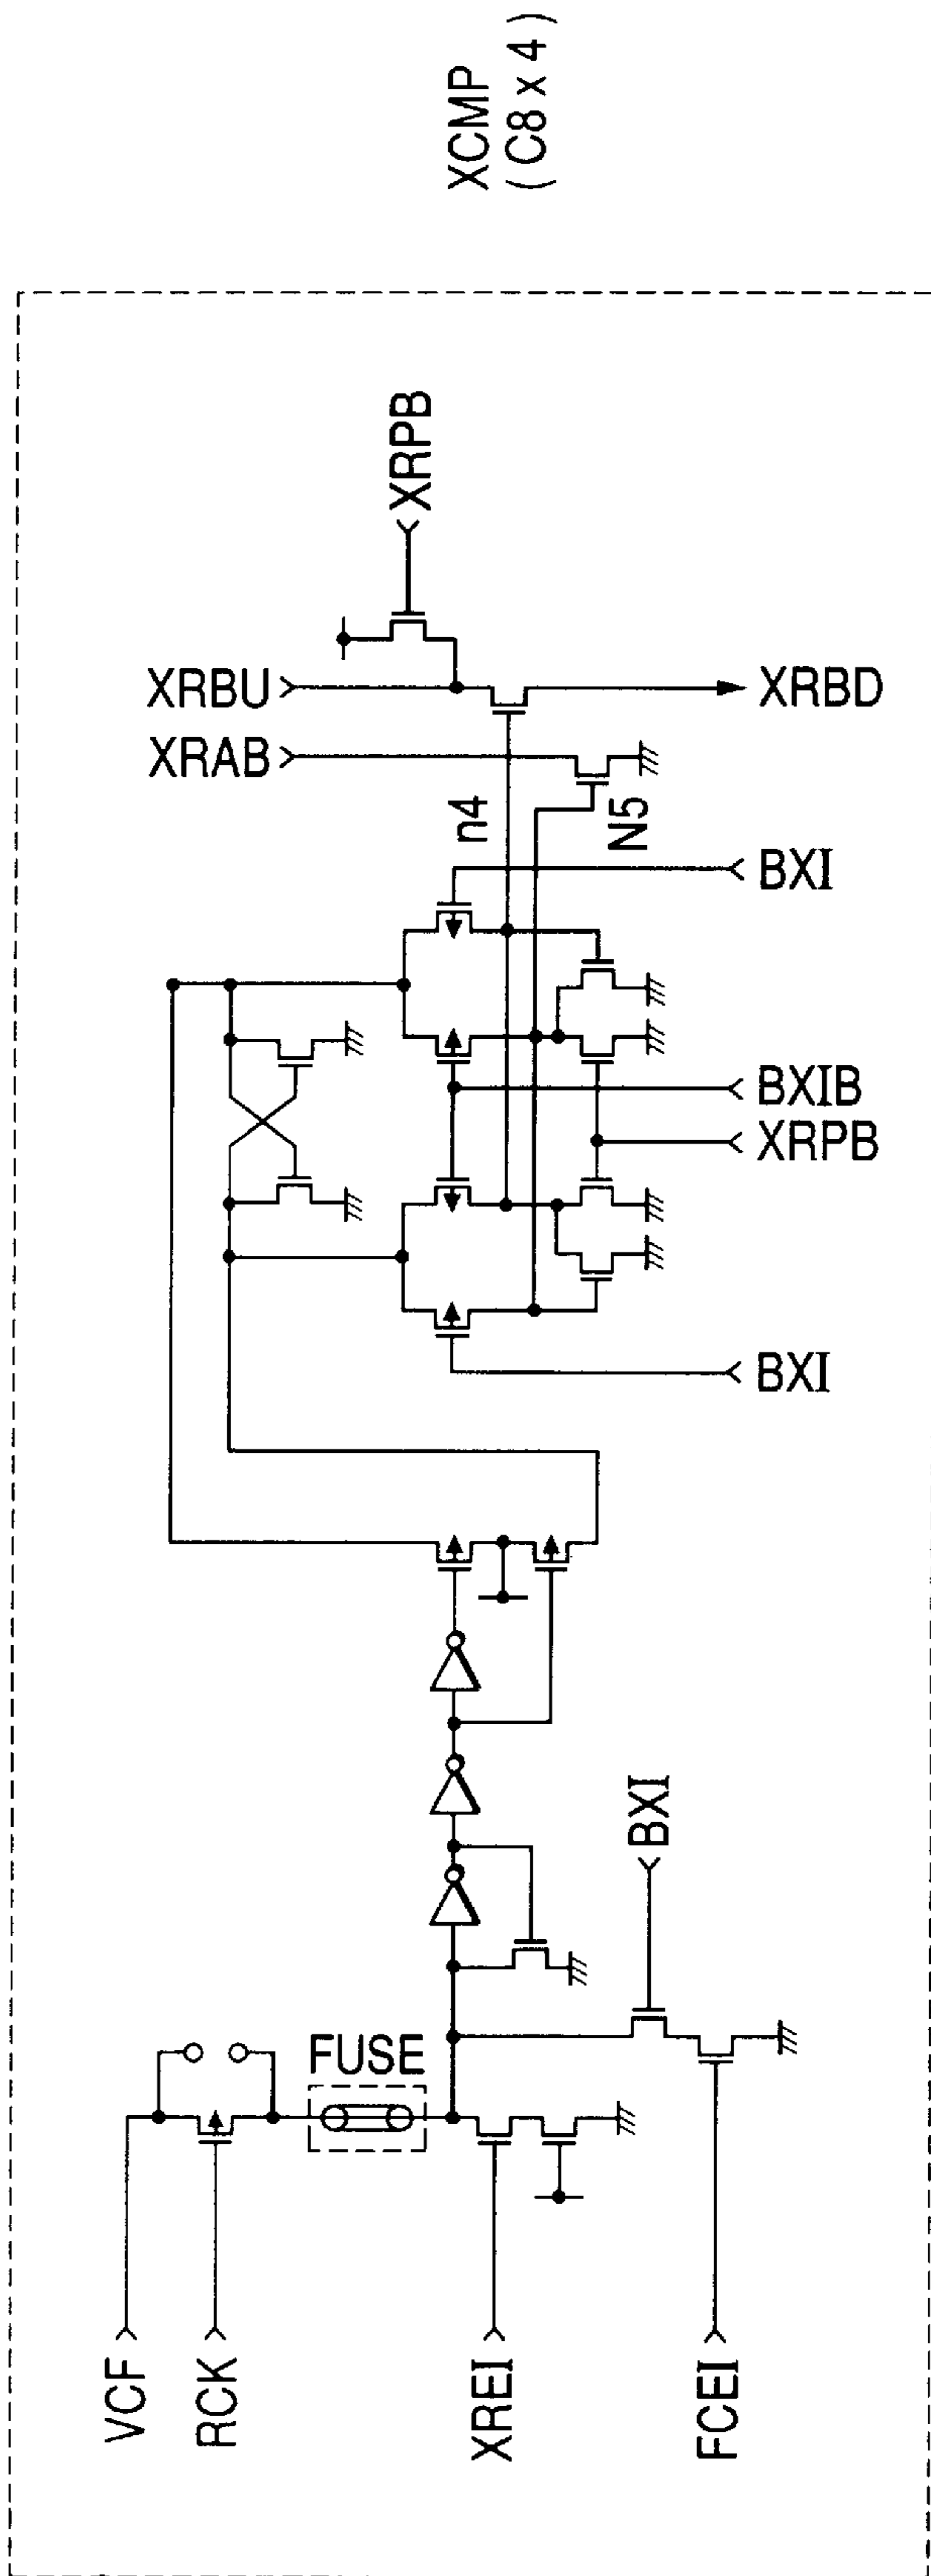 XCMP
( C8 x 4 )
XRPB
XRBU
XRBD
XRAB
n4
N5
BXI
BXIB
XRPB
BXI
BXI
FUSE
VCF
RCK
XREI
FCEI